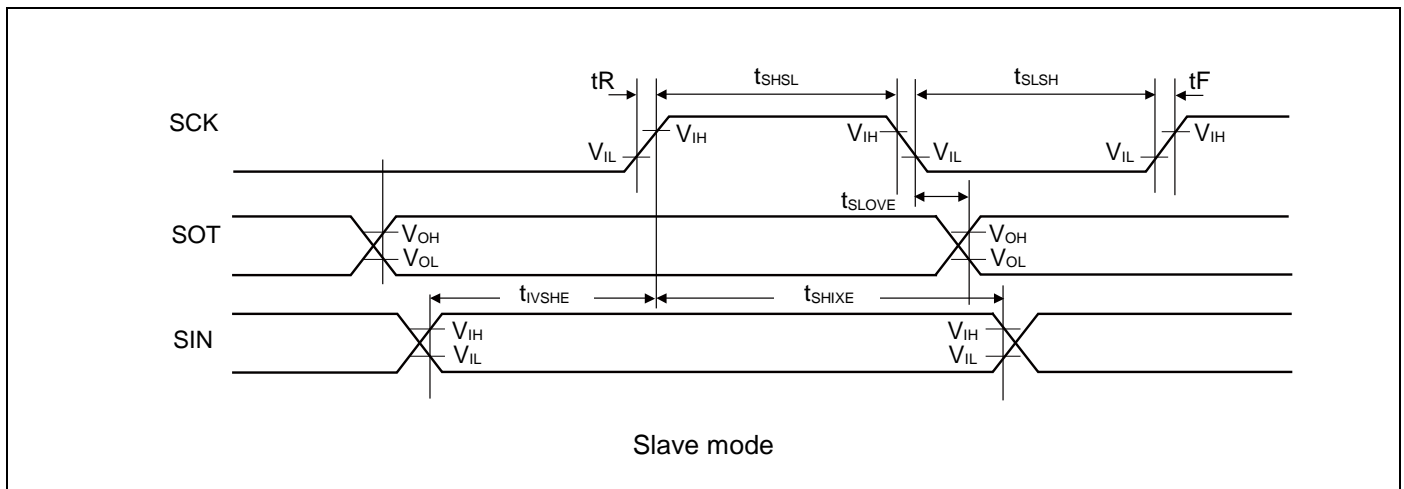 tR tSHSL tSLSH tF
SCK VIH VIH VIH
VIL VIL VIL
tSLOVE
SOT VOH VOH
VOL VOL
tIVSHE tSHIXE
SIN VIH VIH
VIL VIL
Slave mode